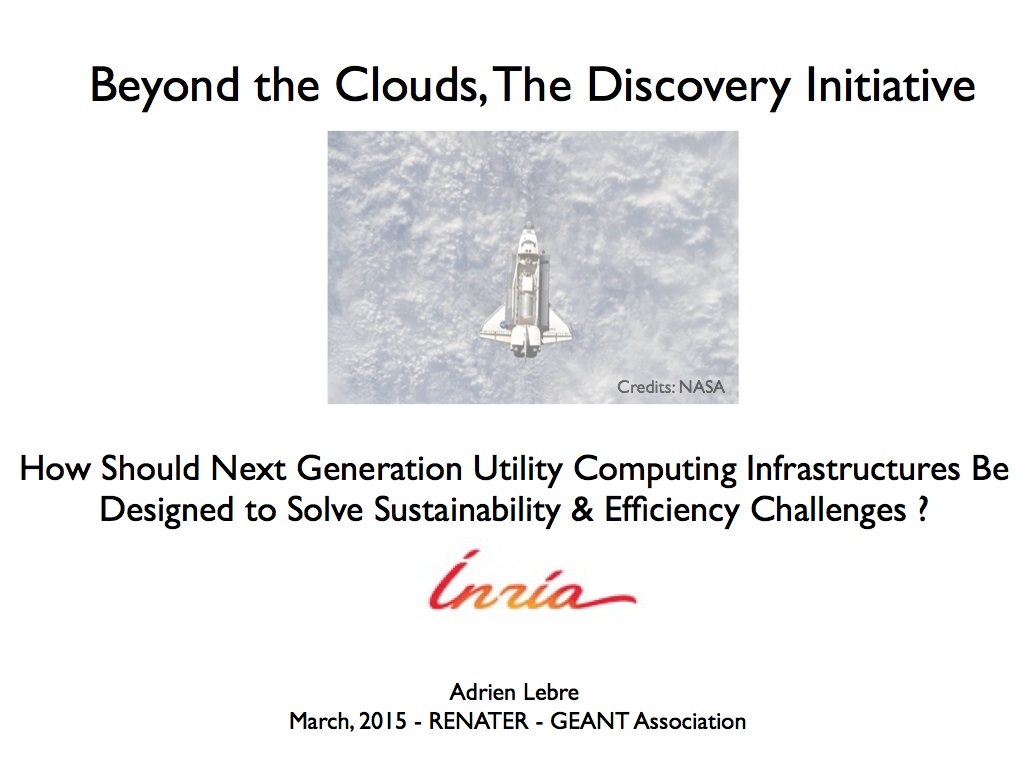 Beyond the Clouds, The Discovery Initiative
Credits: NASA
How Should Next Generation Utility Computing Infrastructures Be
Designed to Solve Sustainability & Efficiency Challenges ?
Inría
Adrien Lebre
March, 2015 - RENATER - GEANT Association